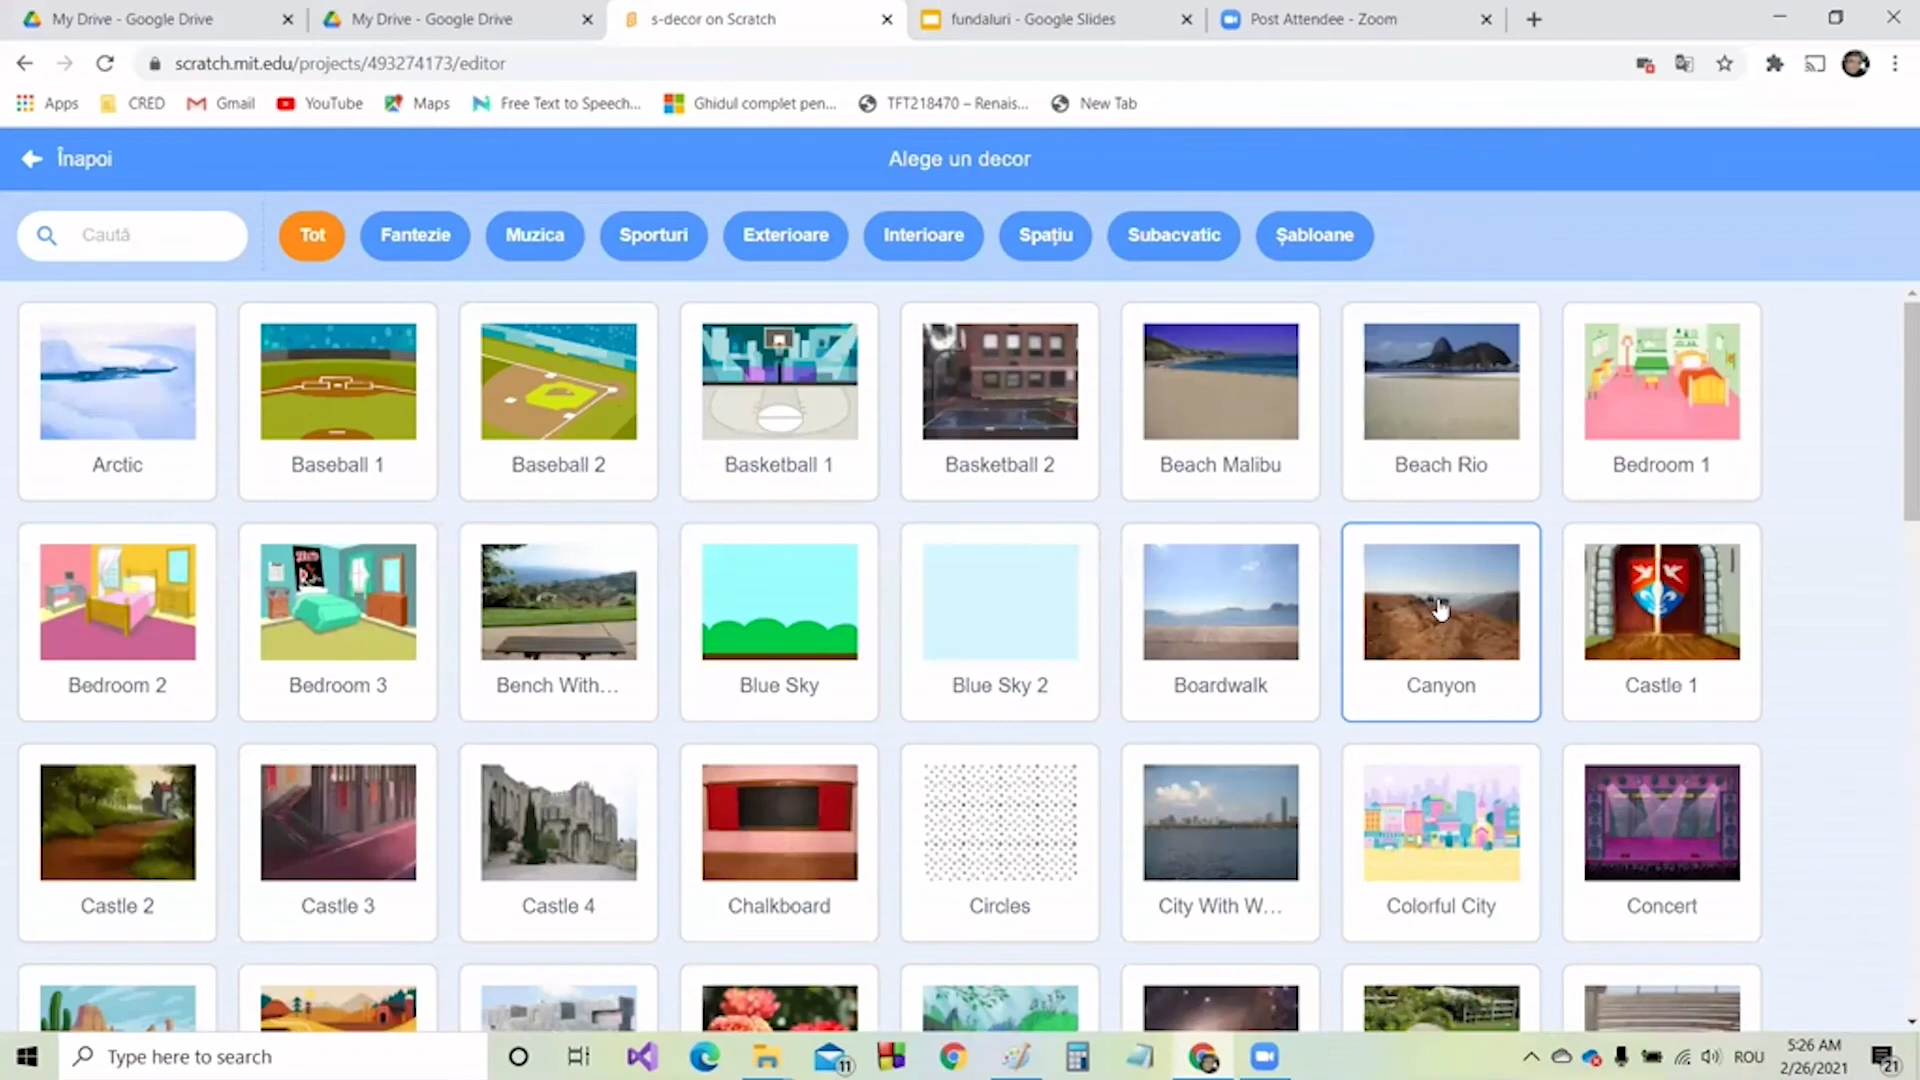 My Drive - Google Drive
My Drive - Google Drive
s-decor on Scratch
fundaluri - Google Slides
Post Attendee - Zoom
scratch.mit.edu/projects/493274173/editor
Apps
CRED
Gmail
YouTube
Maps
Free Text to Speech...
Ghidul complet pen...
TFT218470 – Renais...
New Tab
Înapoi
Alege un decor
Caută
Tot
Fantezie
Muzica
Sporturi
Exterioare
Interioare
Spațiu
Subacvatic
Șabloane
Arctic
Baseball 1
Baseball 2
Basketball 1
Basketball 2
Beach Malibu
Beach Rio
Bedroom 1
Bedroom 2
Bedroom 3
Bench With...
Blue Sky
Blue Sky 2
Boardwalk
Canyon
Castle 1
Castle 2
Castle 3
Castle 4
Chalkboard
Circles
City With W...
Colorful City
Concert
Type here to search
11
ROU
5:26 AM
2/26/2021
21